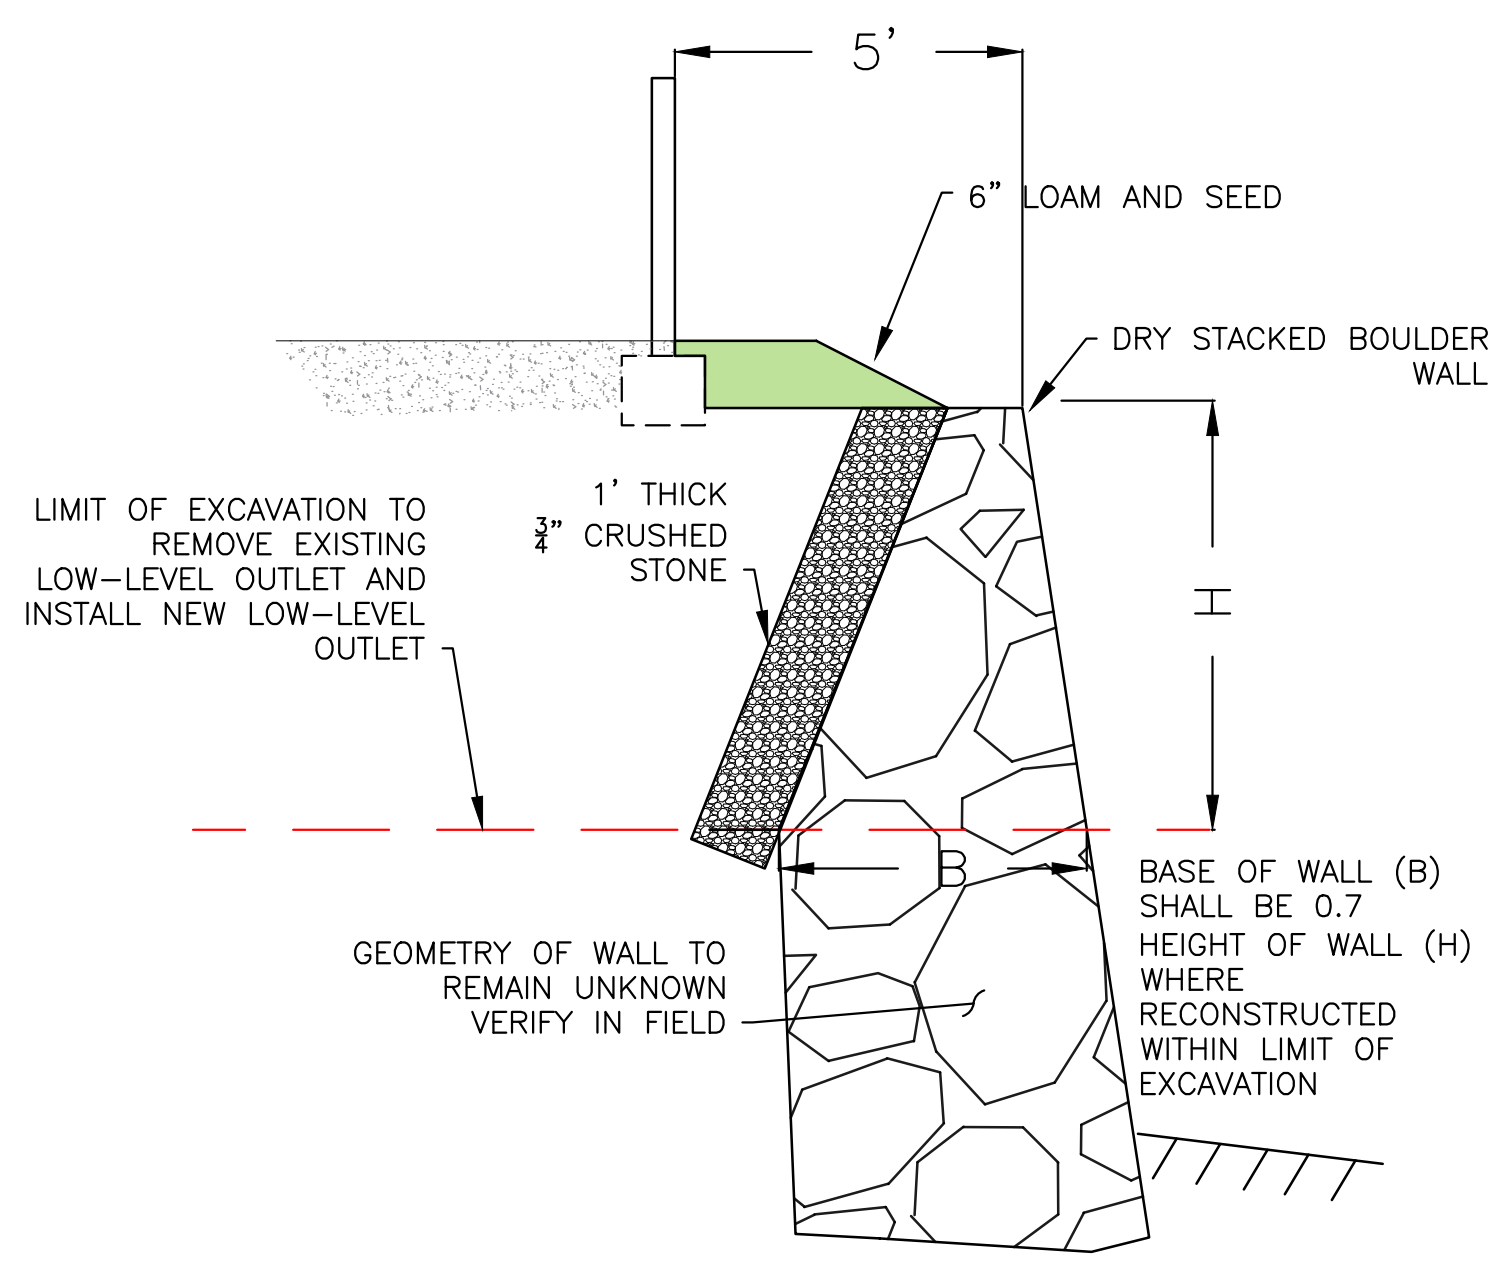 5'
6” LOAM AND SEED
DRY STACKED BOULDER
WALL
1' THICK
¾” CRUSHED
STONE
LIMIT OF EXCAVATION TO
REMOVE EXISTING
LOW–LEVEL OUTLET AND
INSTALL NEW LOW–LEVEL
OUTLET
H
B
BASE OF WALL (B)
SHALL BE 0.7
HEIGHT OF WALL (H)
WHERE
RECONSTRUCTED
WITHIN LIMIT OF
EXCAVATION
GEOMETRY OF WALL TO
REMAIN UNKNOWN
VERIFY IN FIELD